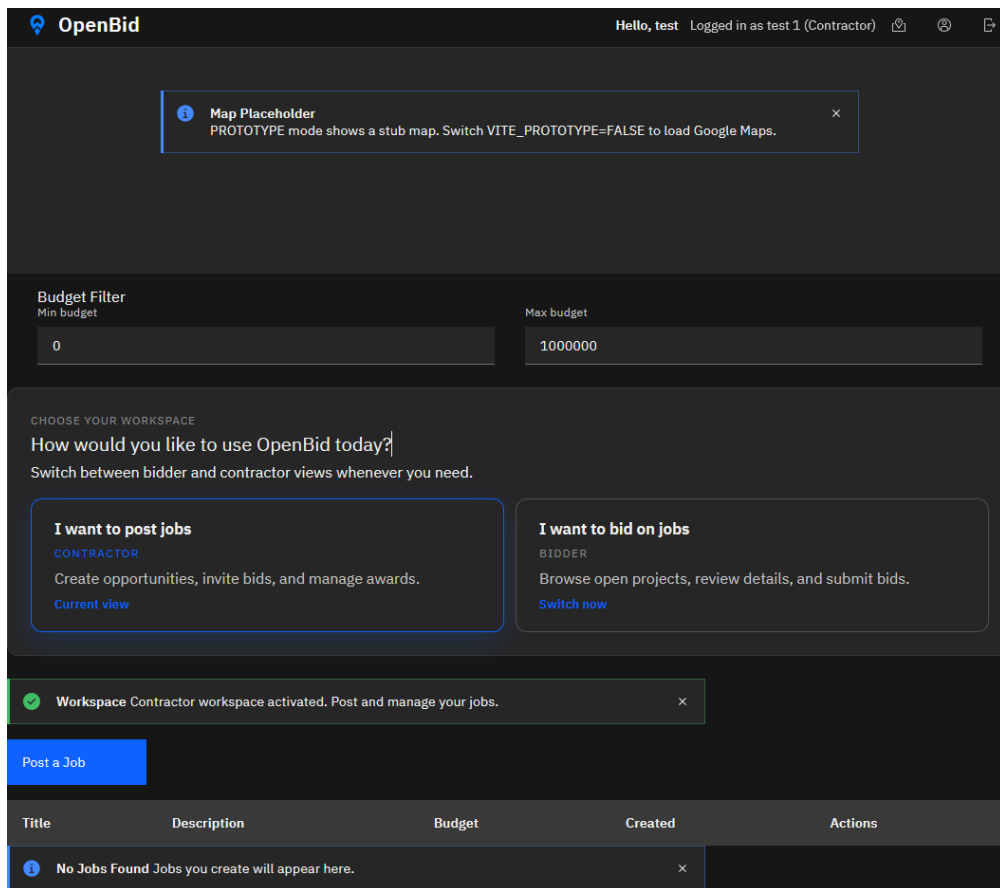 OpenBid
Hello, test Logged in as test 1 (Contractor)
Map Placeholder
PROTOTYPE mode shows a stub map. Switch VITE_PROTOTYPE=FALSE to load Google Maps.
Budget Filter
Min budget
0
Max budget
1000000
CHOOSE YOUR WORKSPACE
How would you like to use OpenBid today?
Switch between bidder and contractor views whenever you need.
I want to post jobs
CONTRACTOR
Create opportunities, invite bids, and manage awards.
Current view
I want to bid on jobs
BIDDER
Browse open projects, review details, and submit bids.
Switch now
Workspace Contractor workspace activated. Post and manage your jobs.
Post a Job
Title Description Budget Created Actions
No Jobs Found Jobs you create will appear here.